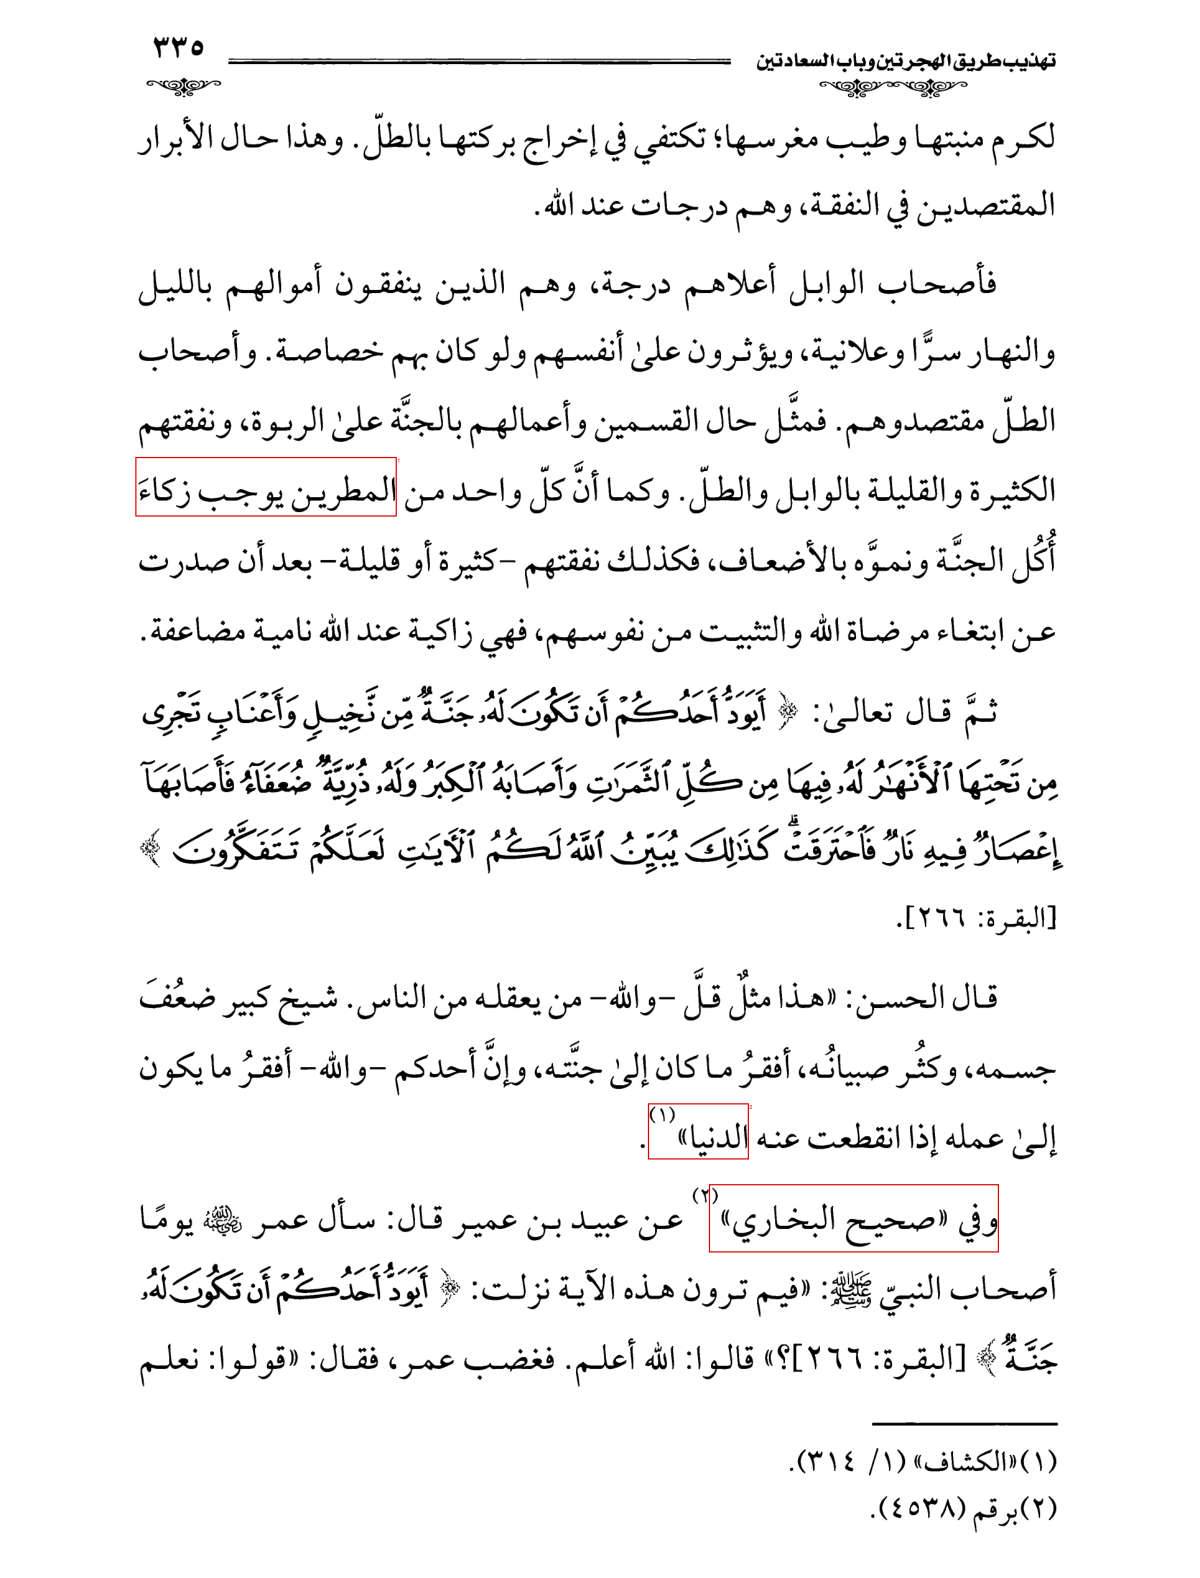 تهذيب طريق الهجرتين وباب السعادتين ٣٣٥
لكرم منبتها وطيب مغرسها؛ تكتفي في إخراج بركتها بالطلّ. وهذا حال الأبرار
المقتصدين في النفقة، وهم درجات عند الله.
فأصحاب الوابل أعلاهم درجة، وهم الذين ينفقون أموالهم بالليل
والنهار سرًّا وعلانية، ويؤثرون علىٰ أنفسهم ولو كان بهم خصاصة. وأصحاب
الطلّ مقتصدوهم. فمثَّل حال القسمين وأعمالهم بالجنَّة علىٰ الربوة، ونفقتهم
الكثيرة والقليلة بالوابل والطلّ. وكما أنَّ كلّ واحد من المطرين يوجب زكاءَ
أُكُل الجنَّة ونموَّه بالأضعاف، فكذلك نفقتهم –كثيرة أو قليلة– بعد أن صدرت
عن ابتغاء مرضاة الله والتثبيت من نفوسهم، فهي زاكية عند الله نامية مضاعفة.
ثمَّ قال تعالىٰ: ﴿ أَيَوَدُّ أَحَدُكُمْ أَن تَكُونَ لَهُۥ جَنَّةٌ مِّن نَّخِيلٍ وَأَعْنَابٍ تَجْرِى
مِن تَحْتِهَا ٱلْأَنْهَٰرُ لَهُۥ فِيهَا مِن كُلِّ ٱلثَّمَرَٰتِ وَأَصَابَهُ ٱلْكِبَرُ وَلَهُۥ ذُرِّيَّةٌ ضُعَفَآءُ فَأَصَابَهَآ
إِعْصَارٌ فِيهِ نَارٌ فَٱحْتَرَقَتْ ۗ كَذَٰلِكَ يُبَيِّنُ ٱللَّهُ لَكُمُ ٱلْآيَٰتِ لَعَلَّكُمْ تَتَفَكَّرُونَ ﴾
[البقرة: ٢٦٦].
قال الحسن: «هذا مثلٌ قلَّ –والله– من يعقله من الناس. شيخ كبير ضعُفَ
جسمه، وكثُر صبيانُه، أفقرُ ما كان إلىٰ جنَّته، وإنَّ أحدكم –والله– أفقرُ ما يكون
إلىٰ عمله إذا انقطعت عنه الدنيا»(١).
وفي «صحيح البخاري»(٢) عن عبيد بن عمير قال: سأل عمر ﵁ يومًا
أصحاب النبيّ ﷺ: «فيم ترون هذه الآية نزلت: ﴿ أَيَوَدُّ أَحَدُكُمْ أَن تَكُونَ لَهُۥ
جَنَّةٌ ﴾ [البقرة: ٢٦٦]؟» قالوا: الله أعلم. فغضب عمر، فقال: «قولوا: نعلم
(١) «الكشاف» (١/ ٣١٤).
(٢) برقم (٤٥٣٨).